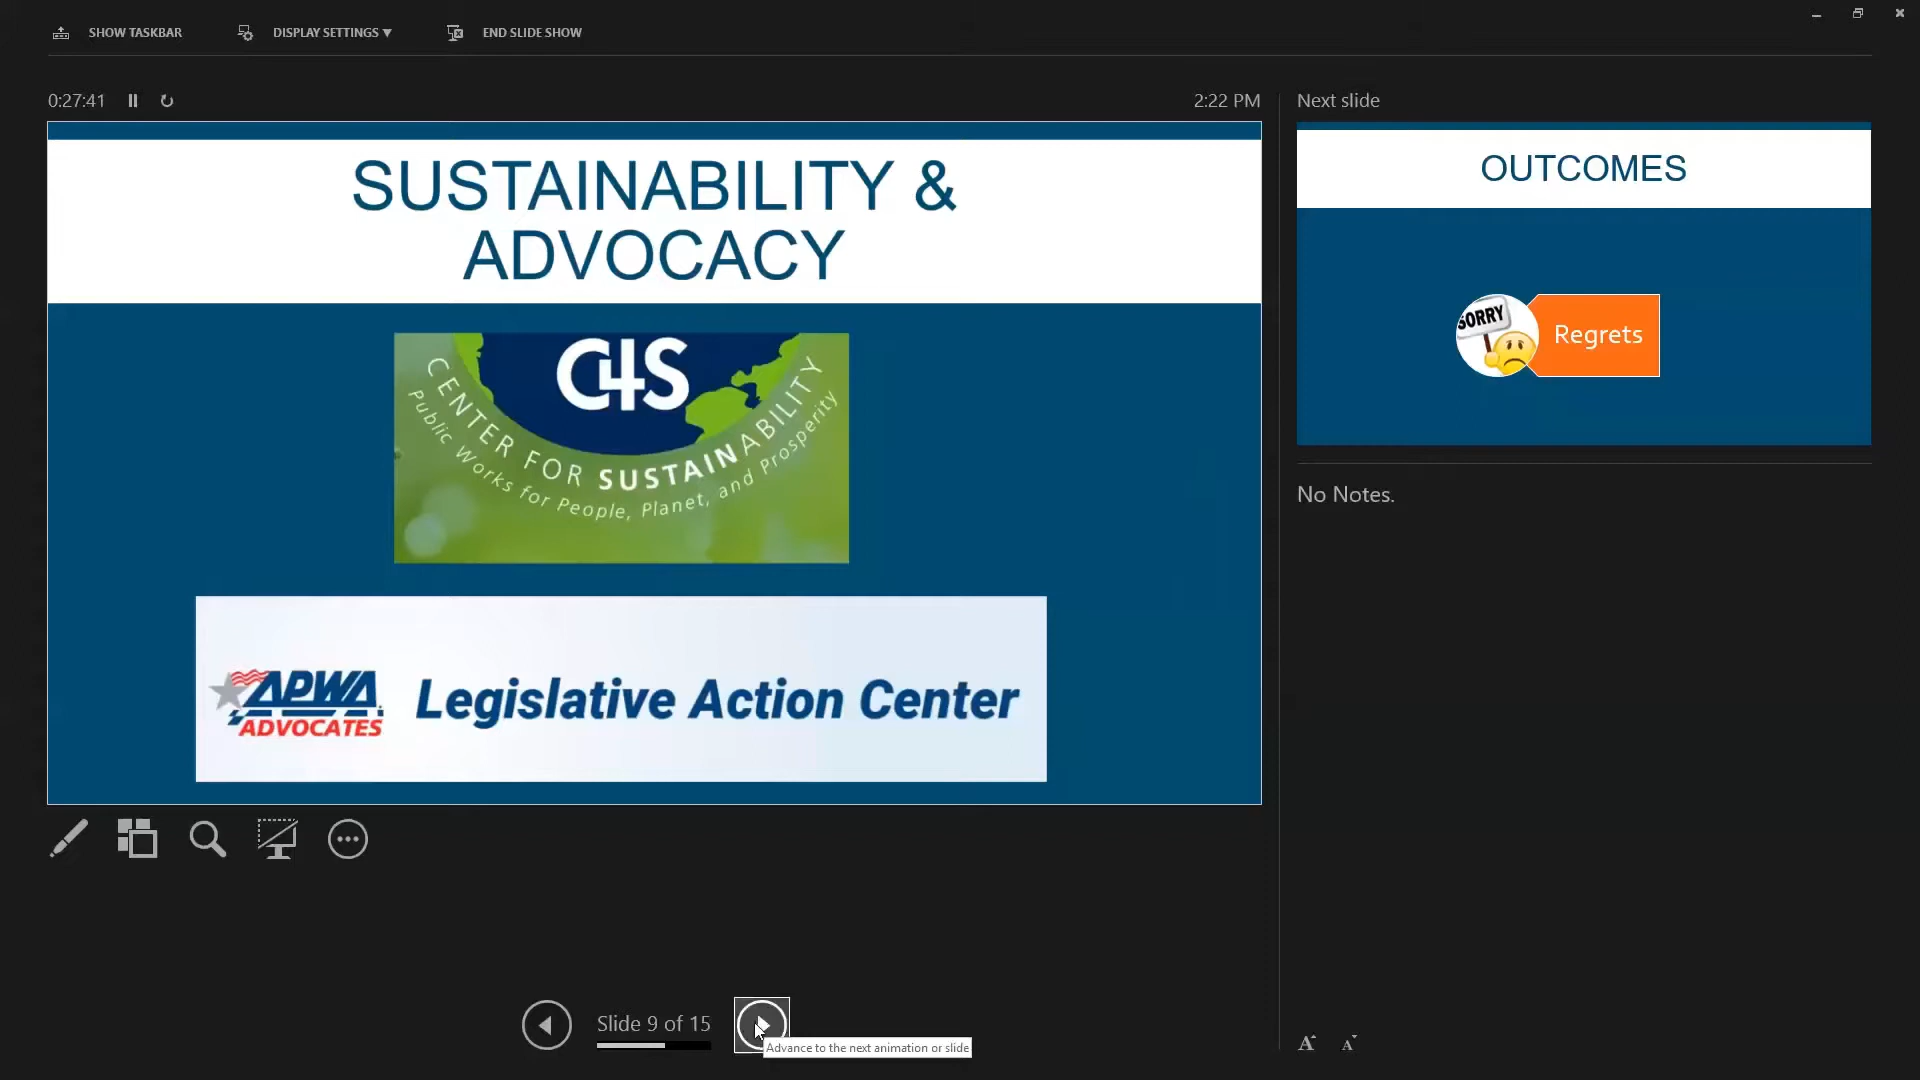 SHOW TASKBAR
DISPLAY SETTINGS ▼
END SLIDE SHOW
0:27:41
2:22 PM
Next slide
SUSTAINABILITY &
ADVOCACY
C4S
CENTER FOR SUSTAINABILITY
Public Works for People, Planet, and Prosperity
APWA
ADVOCATES
Legislative Action Center
OUTCOMES
SORRY
Regrets
No Notes.
Slide 9 of 15
Advance to the next animation or slide
A
A